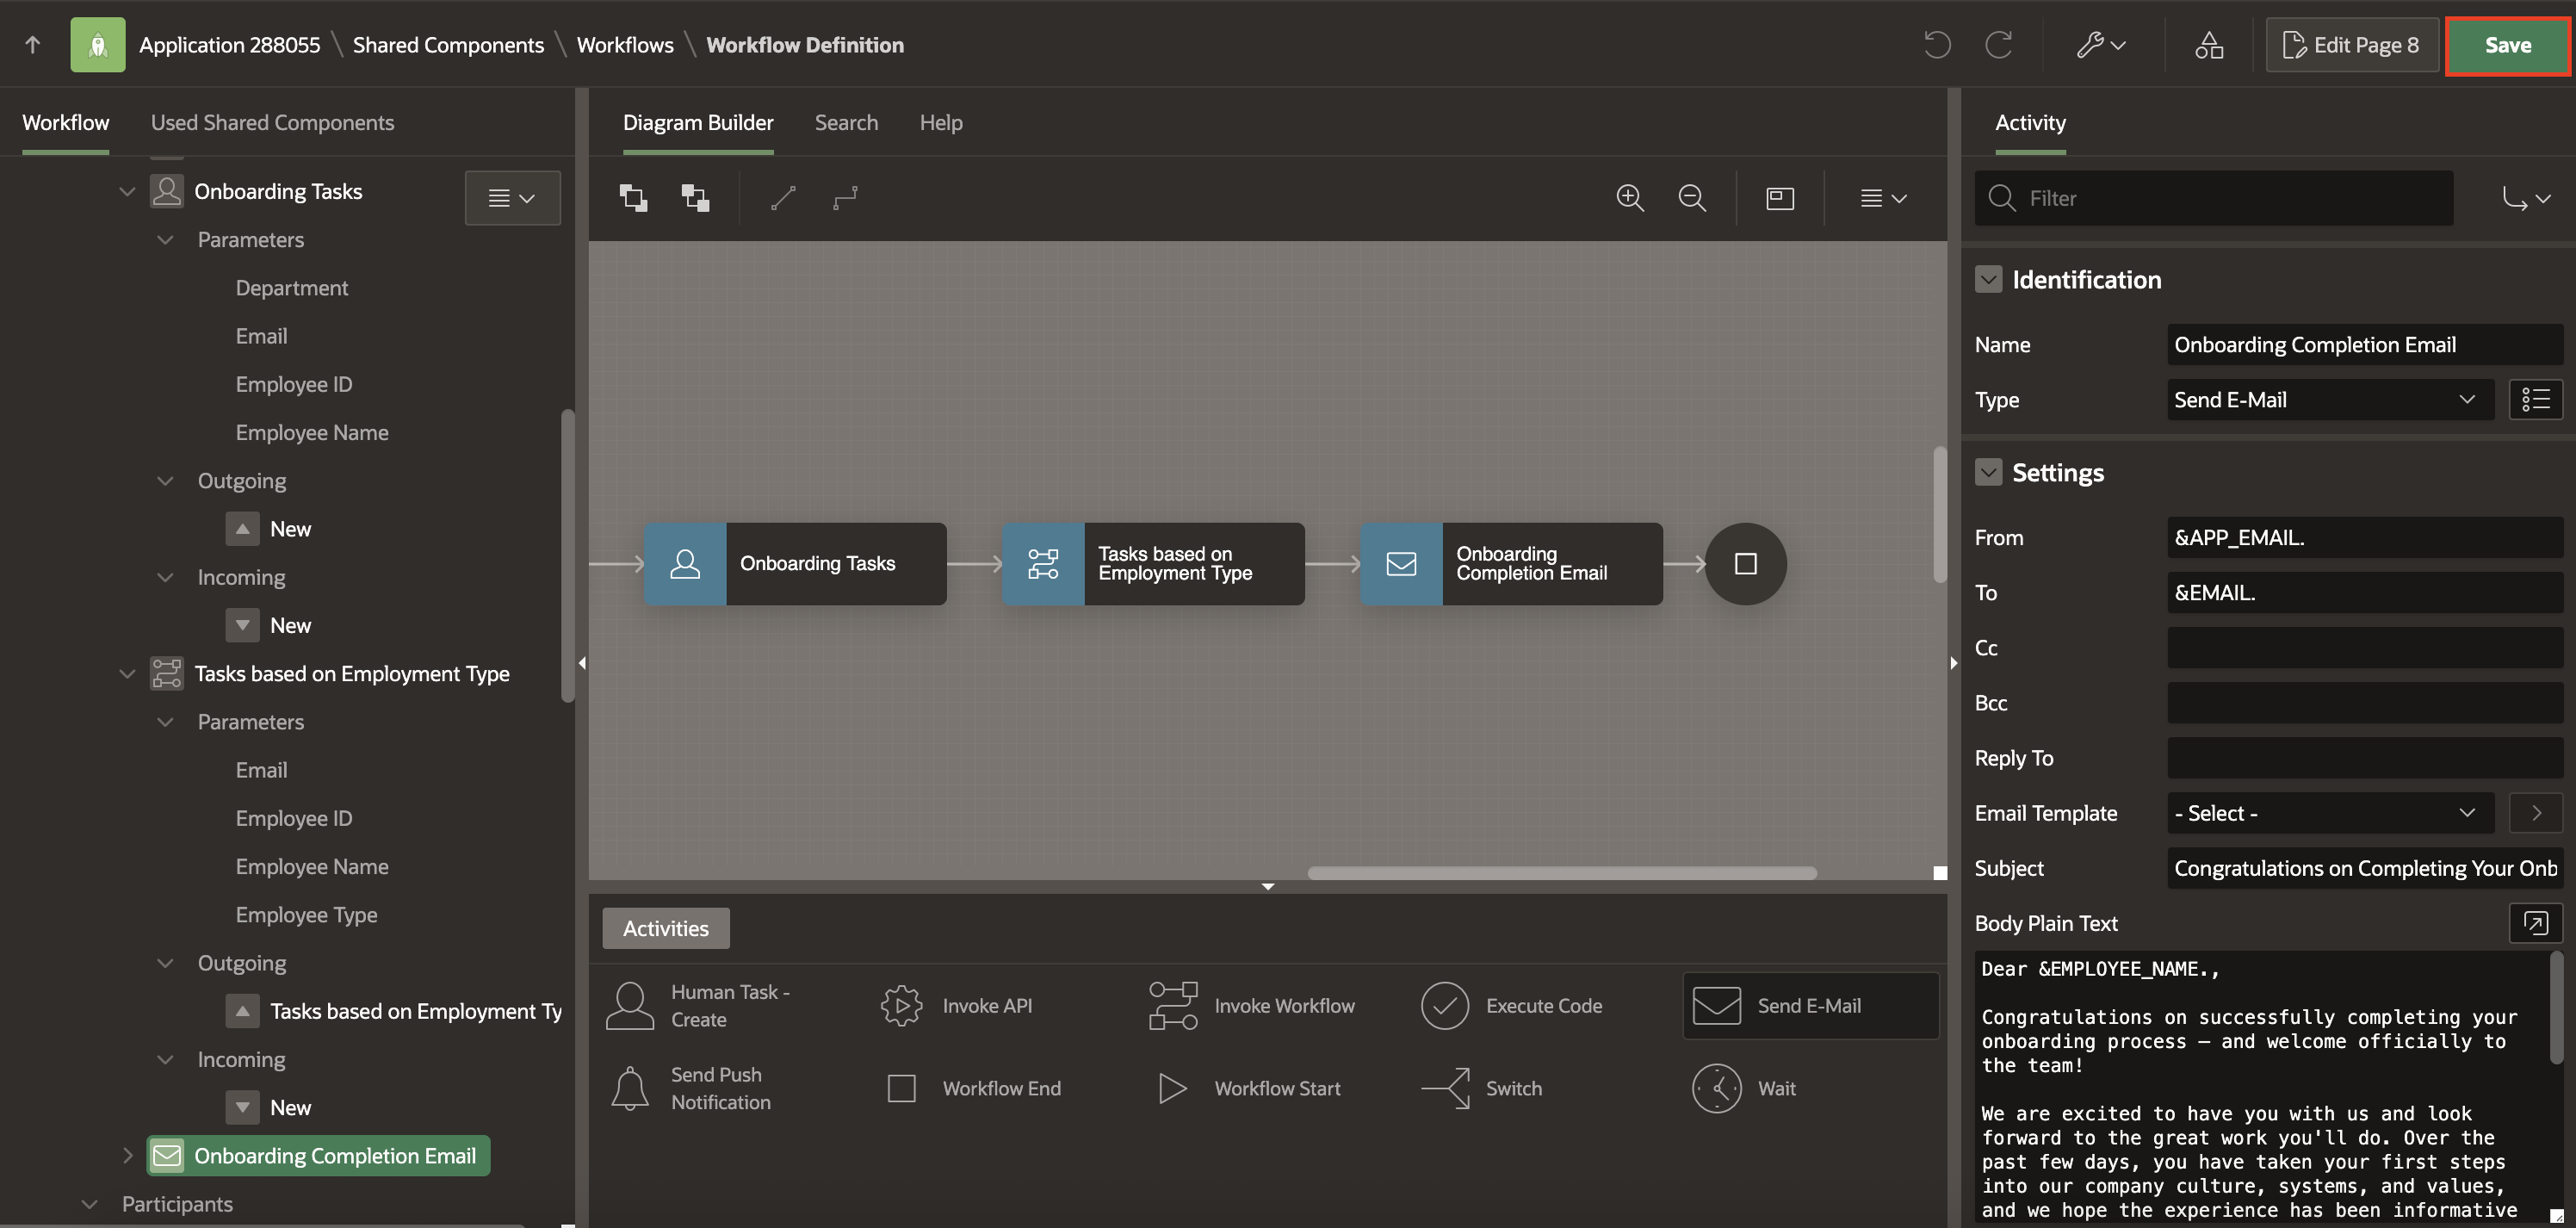 Application 288055 \ Shared Components \ Workflows \ Workflow Definition
Edit Page 8
Save
Workflow
Used Shared Components
Onboarding Tasks
Parameters
Department
Email
Employee ID
Employee Name
Outgoing
New
Incoming
New
Tasks based on Employment Type
Parameters
Email
Employee ID
Employee Name
Employee Type
Outgoing
Tasks based on Employment Ty
Incoming
New
Onboarding Completion Email
Participants
Diagram Builder
Search
Help
Onboarding Tasks
Tasks based on
Employment Type
Onboarding
Completion Email
Activities
Human Task -
Create
Invoke API
Invoke Workflow
Execute Code
Send E-Mail
Send Push
Notification
Workflow End
Workflow Start
Switch
Wait
Activity
Filter
Identification
Name
Onboarding Completion Email
Type
Send E-Mail
Settings
From
&APP_EMAIL.
To
&EMAIL.
Cc
Bcc
Reply To
Email Template
- Select -
Subject
Congratulations on Completing Your Onb
Body Plain Text
Dear &EMPLOYEE_NAME.,
Congratulations on successfully completing your
onboarding process — and welcome officially to
the team!
We are excited to have you with us and look
forward to the great work you'll do. Over the
past few days, you have taken your first steps
into our company culture, systems, and values,
and we hope the experience has been informative